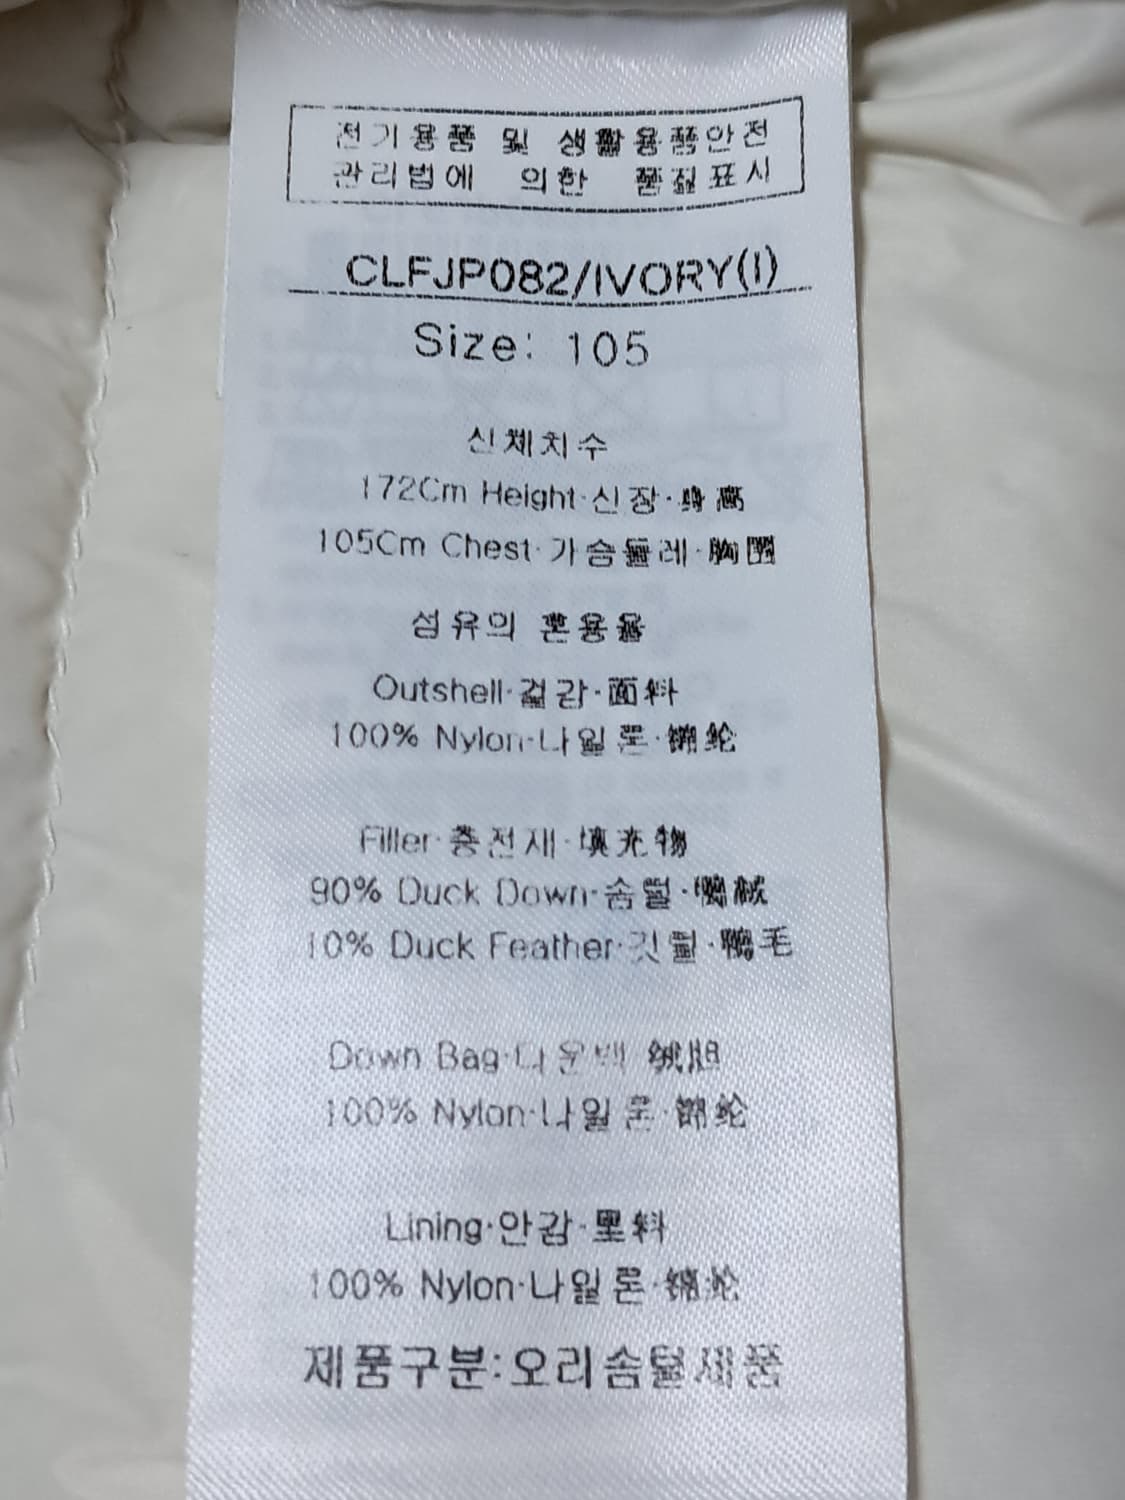 전기용품 및 생활용품안전
관리법에 의한 품질표시
CLFJP082/IVORY(I)
Size: 105
신체치수
172Cm Height·신장·身高
105Cm Chest·가슴둘레·胸围
섬유의 혼용율
Outshell·겉감·面料
100% Nylon·나일론·锦纶
Filler·충전재·填充物
90% Duck Down·솜털·鸭绒
10% Duck Feather·깃털·鸭毛
Down Bag·다운백·绒胆
100% Nylon·나일론·锦纶
Lining·안감·里料
100% Nylon·나일론·锦纶
제품구분:오리솜털제품